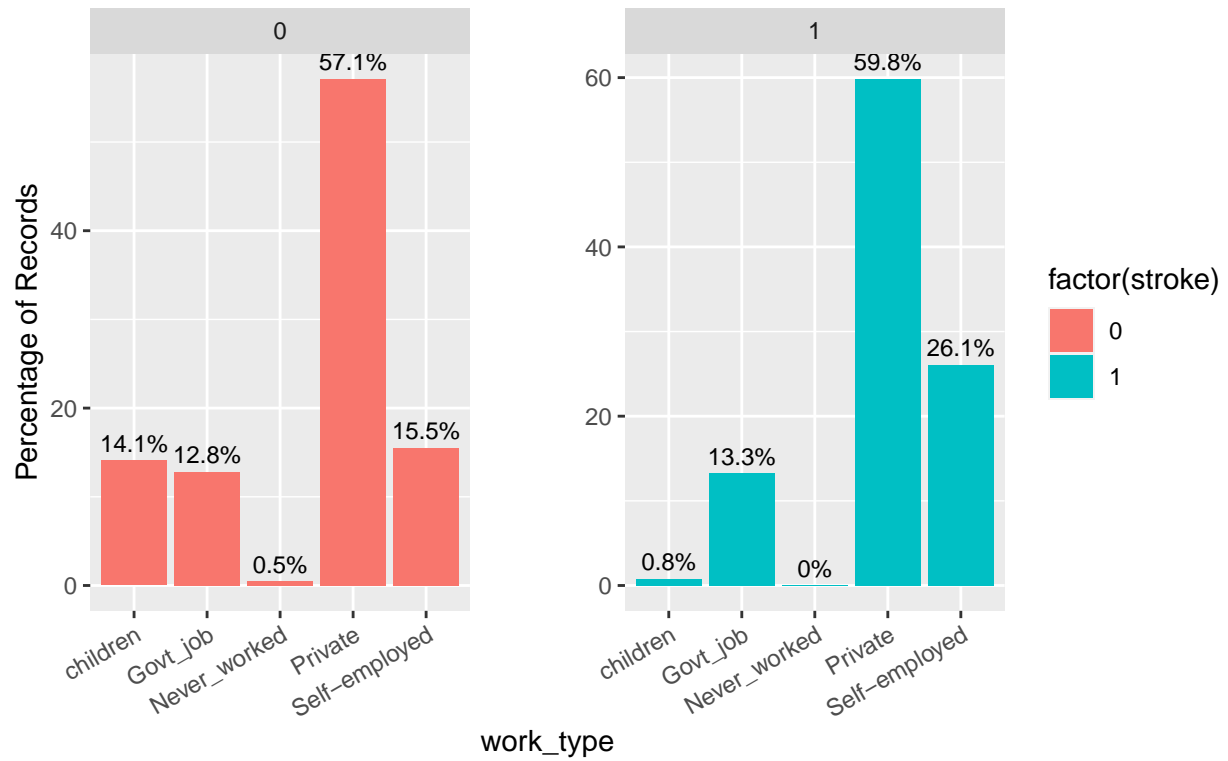 0
1
57.1%
59.8%
60
Percentage of Records
40
40
factor(stroke)
0
1
26.1%
20
20
14.1%
12.8%
15.5%
13.3%
0.5%
0.8%
0%
0
0
children
Govt_job
Never_worked
Private
Self−employed
children
Govt_job
Never_worked
Private
Self−employed
work_type